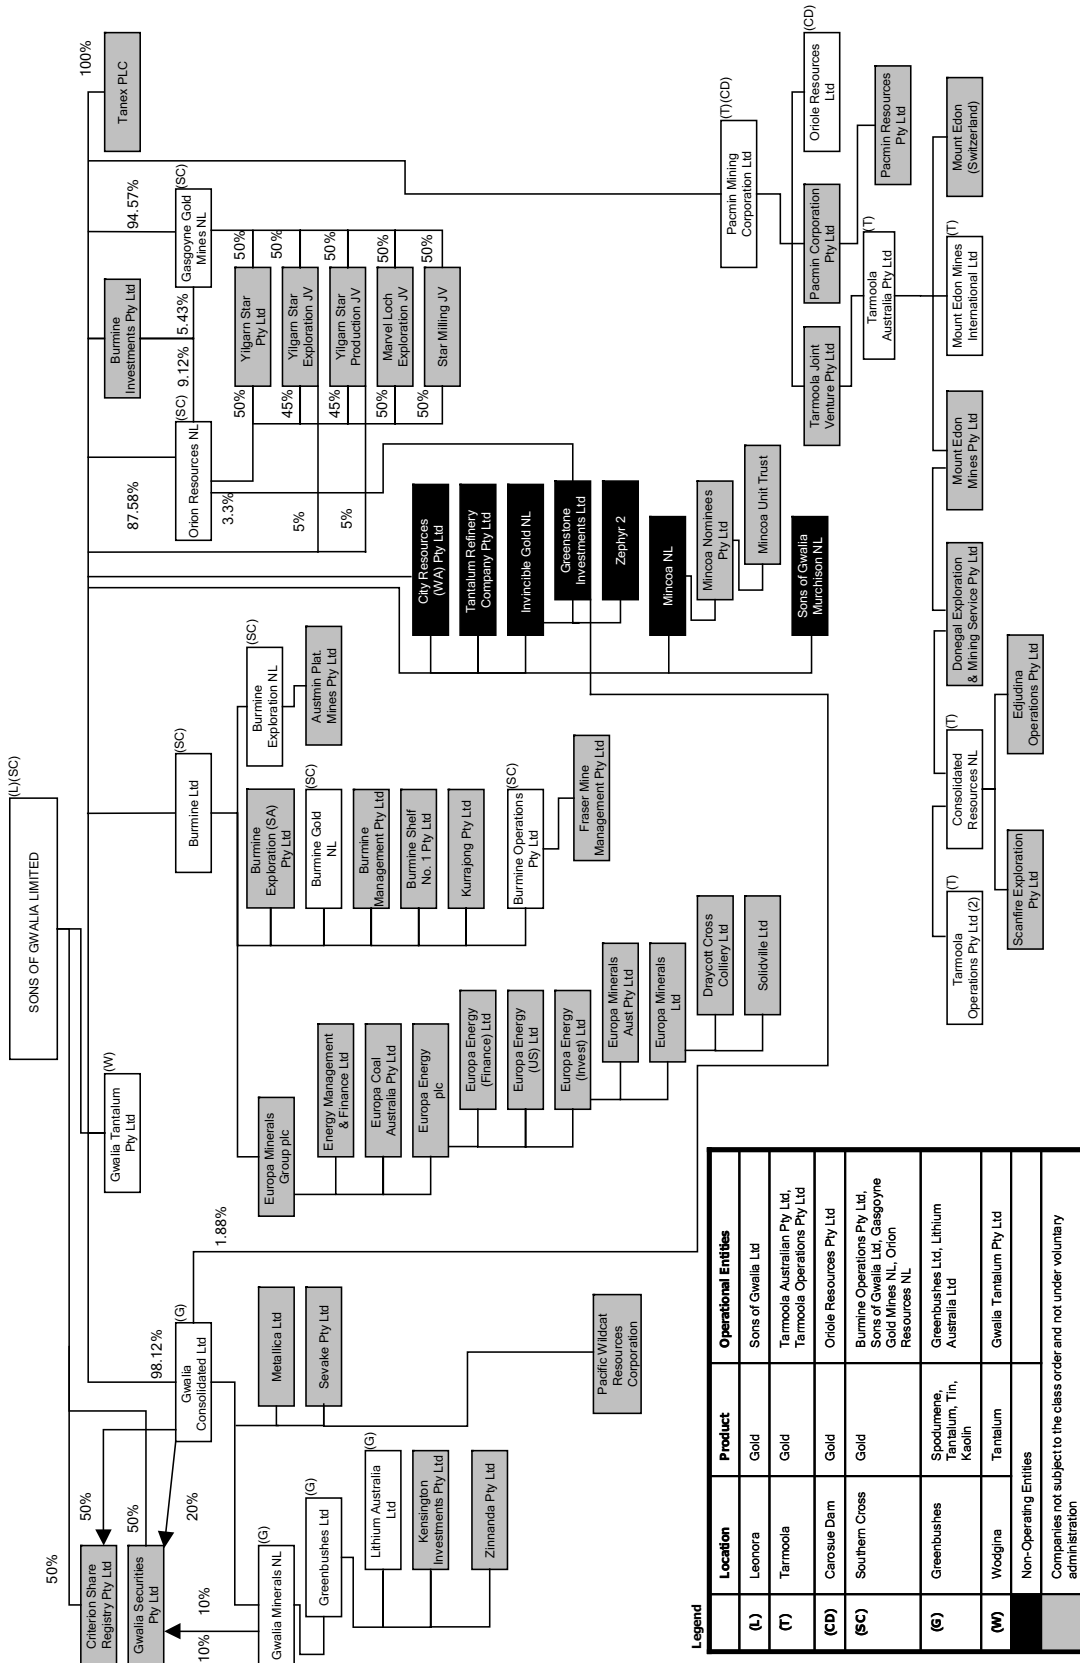 SONS OF GWALIA LIMITED
(L)(SC)
50%
Criterion Share
Registry Pty Ltd
50%
Gwalia Securities
Pty Ltd
50%
20%
10%
10%
Gwalia Minerals NL
(G)
Greenbushes Ltd
(G)
Lithium Australia
Ltd
(G)
Kensington
Investments Pty Ltd
Zinnanda Pty Ltd
98.12%
Gwalia
Consolidated Ltd
(G)
1.88%
Metallica Ltd
Sevake Pty Ltd
Pacific Wildcat
Resources
Corporation
Gwalia Tantalum
Pty Ltd
(W)
Burmine Ltd
(SC)
Europa Minerals
Group plc
Energy Management
& Finance Ltd
Europa Coal
Australia Pty Ltd
Europa Energy
plc
Europa Energy
(Finance) Ltd
Europa Energy
(US) Ltd
Europa Energy
(Invest) Ltd
Europa Minerals
Aust Pty Ltd
Europa Minerals
Ltd
Draycott Cross
Colliery Ltd
Solidville Ltd
Burmine
Exploration (SA)
Pty Ltd
Burmine Gold
NL
(SC)
Burmine
Management Pty Ltd
Burmine Shelf
No. 1 Pty Ltd
Kurrajong Pty Ltd
Burmine Operations
Pty Ltd
(SC)
Fraser Mine
Management Pty Ltd
Burmine
Exploration NL
(SC)
Austmin Plat.
Mines Pty Ltd
City Resources
(WA) Pty Ltd
Tantalum Refinery
Company Pty Ltd
Invincible Gold NL
Greenstone
Investments Ltd
Zephyr 2
Mincoa NL
Mincoa Nominees
Pty Ltd
Mincoa Unit Trust
Sons of Gwalia
Murchison NL
87.58%
Orion Resources NL
(SC)
3.3%
5%
5%
Burmine
Investments Pty Ltd
9.12%
5.43%
94.57%
Gasgoyne Gold
Mines NL
(SC)
50%
Yilgarn Star
Pty Ltd
50%
45%
Yilgarn Star
Exploration JV
50%
45%
Yilgarn Star
Production JV
50%
50%
Marvel Loch
Exploration JV
50%
50%
Star Milling JV
50%
100%
Tanex PLC
Pacmin Mining
Corporation Ltd
(T)(CD)
Tarmoola Joint
Venture Pty Ltd
Pacmin Corporation
Pty Ltd
Oriole Resources
Ltd
(CD)
Pacmin Resources
Pty Ltd
Tarmoola
Australia Pty Ltd
(T)
Tarmoola
Operations Pty Ltd (2)
(T)
Consolidated
Resources NL
(T)
Donegal Exploration
& Mining Service Pty Ltd
Mount Edon
Mines Pty Ltd
Mount Edon Mines
International Ltd
(T)
Mount Edon
(Switzerland)
Scanfire Exploration
Pty Ltd
Edjudina
Operations Pty Ltd
Legend
Location Product Operational Entities
(L) Leonora Gold Sons of Gwalia Ltd
(T) Tarmoola Gold Tarmoola Australian Pty Ltd,
Tarmoola Operations Pty Ltd
(CD) Carosue Dam Gold Oriole Resources Pty Ltd
(SC) Southern Cross Gold Burmine Operations Pty Ltd,
Sons of Gwalia Ltd, Gasgoyne
Gold Mines NL, Orion
Resources NL
(G) Greenbushes Spodumene, Greenbushes Ltd, Lithium
Tantalum, Tin, Australia Ltd
Kaolin
(W) Wodgina Tantalum Gwalia Tantalum Pty Ltd
Non-Operating Entities
Companies not subject to the class order and not under voluntary
administration